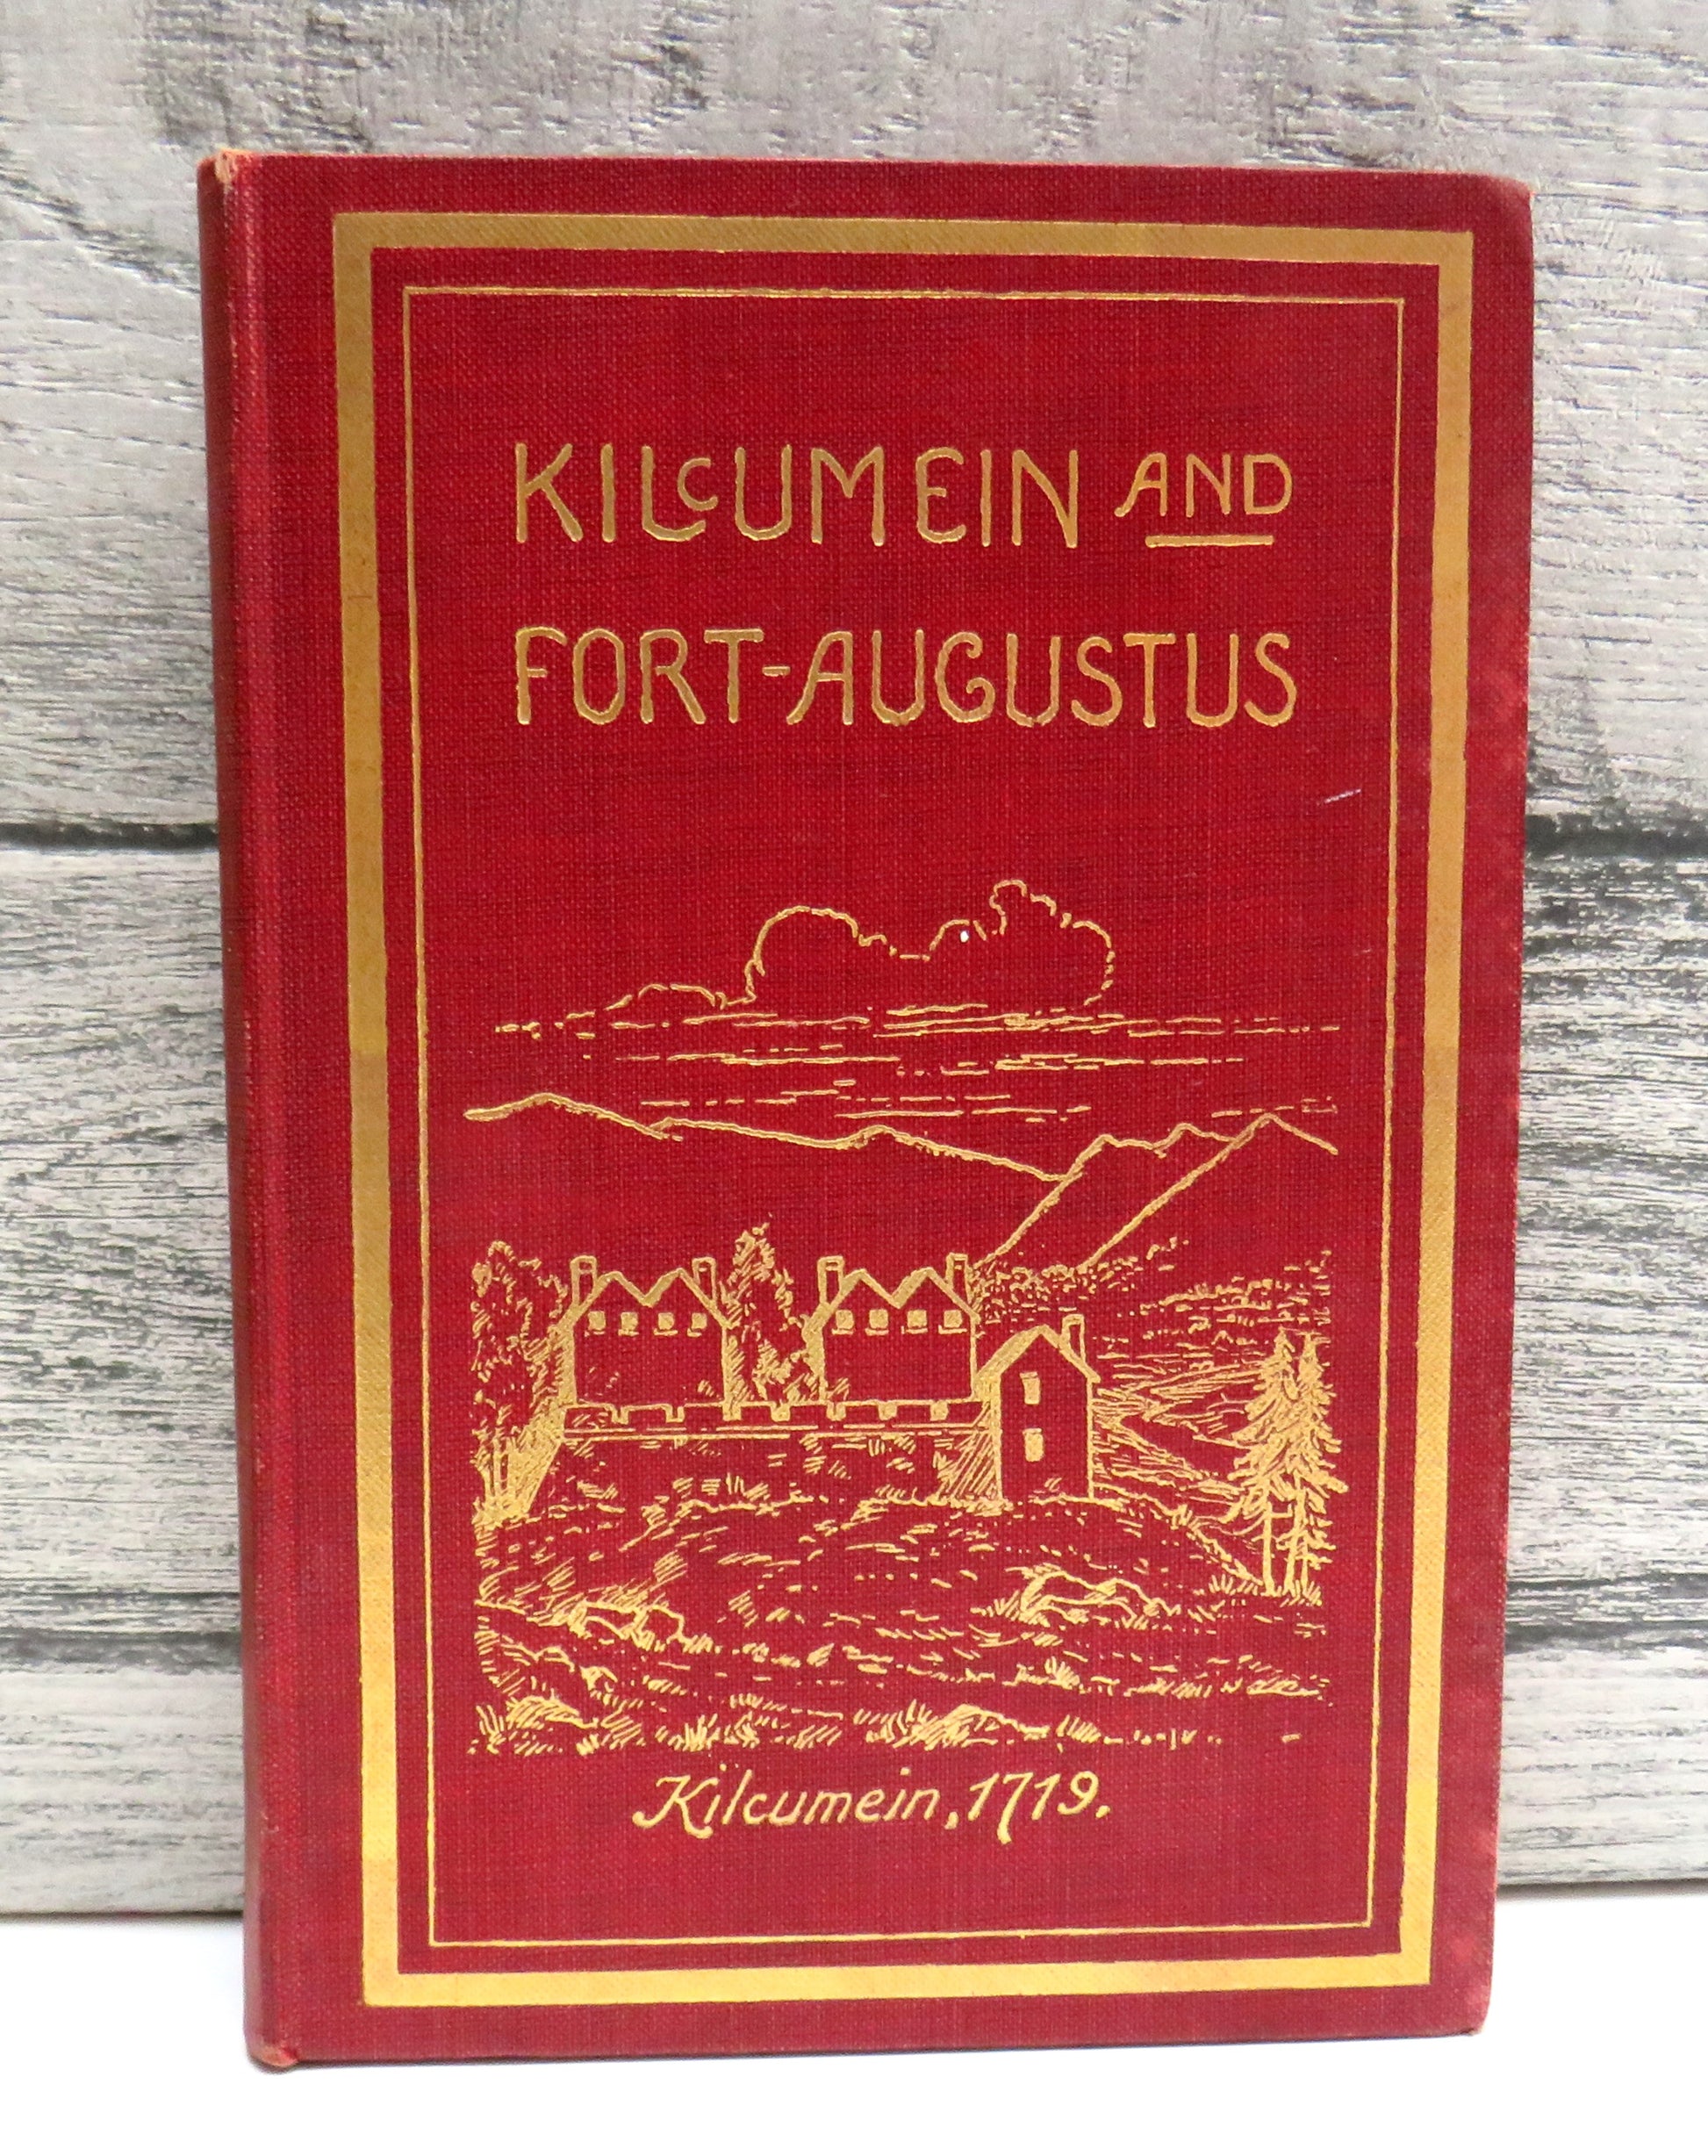 KILCUMEIN AND
FORT-AUGUSTUS
Kilcumein, 1719.